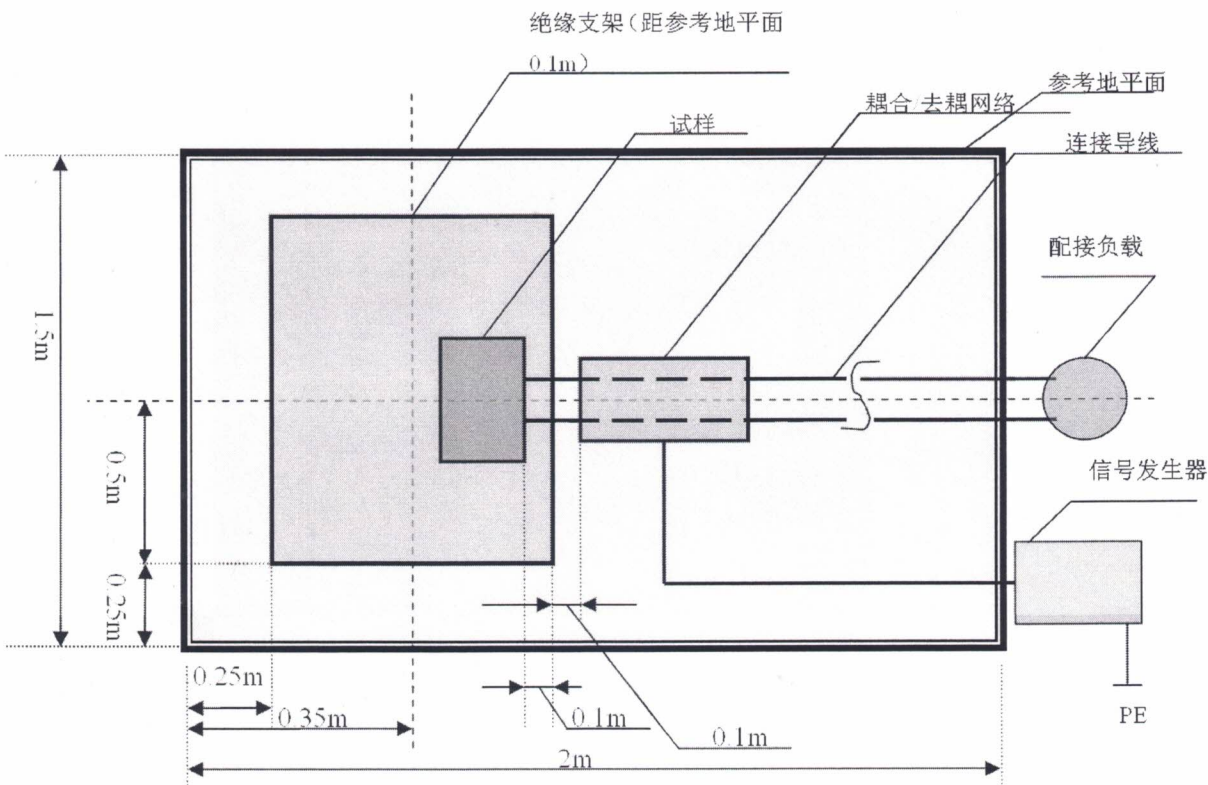 绝缘支架(距参考地平面
0.1m)
参考地平面
耦合/去耦网络
试样
连接导线
配接负载
1.5m
0.5m
信号发生器
0.25m
0.25m
0.35m
0.1m
0.1m
PE
2m